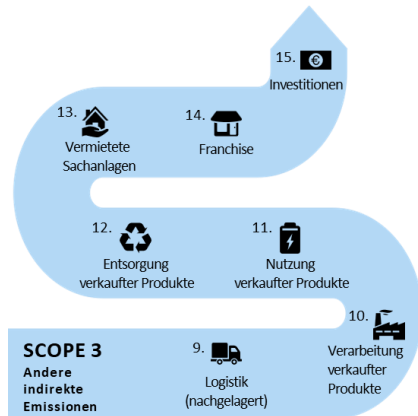 15.
Investitionen
13.
Vermietete
Sachanlagen
14.
Franchise
12.
Entsorgung
verkaufter Produkte
11.
Nutzung
verkaufter Produkte
10.
Verarbeitung
verkaufter
Produkte
SCOPE 3
Andere
indirekte
Emissionen
9.
Logistik
(nachgelagert)